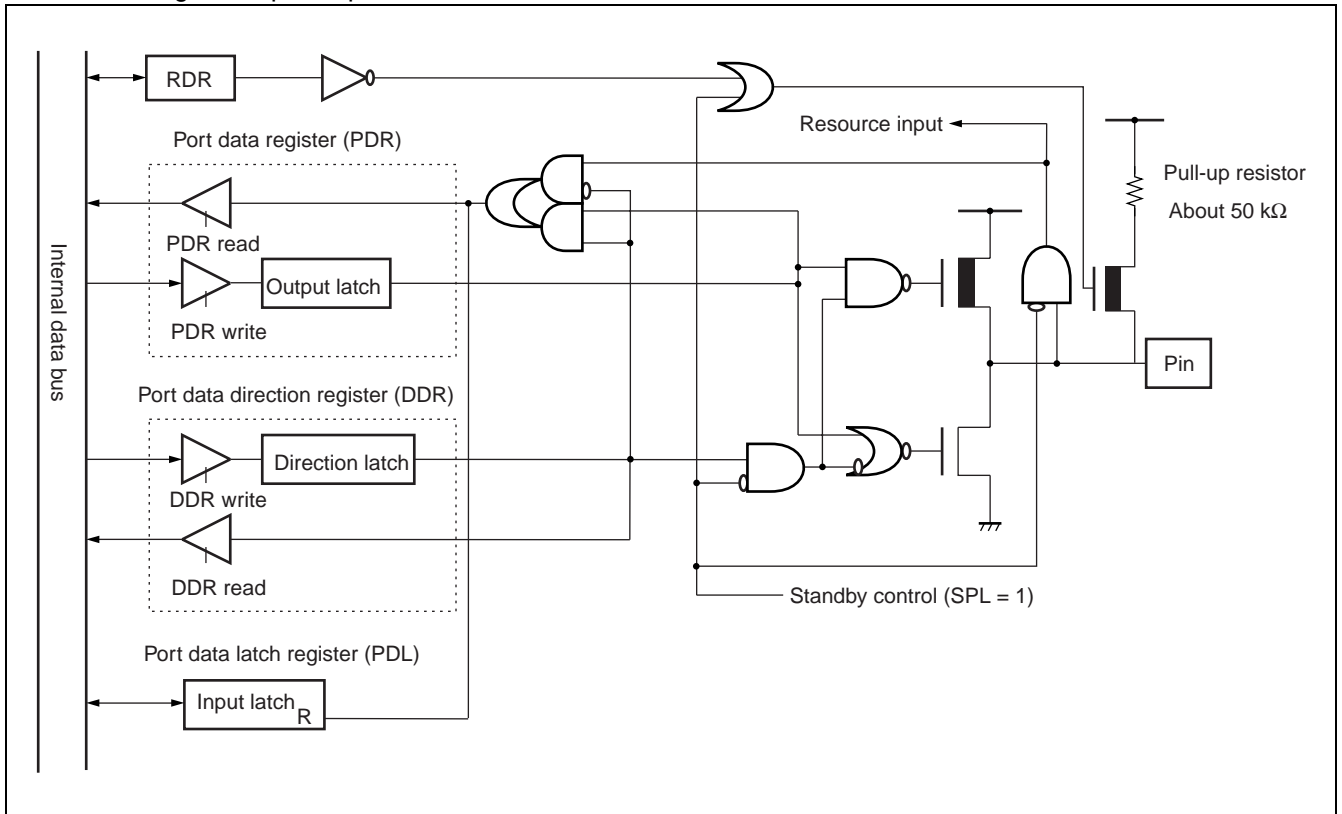 RDR
Port data register (PDR)
Resource input
Pull-up resistor
About 50 kΩ
PDR read
Output latch
PDR write
Internal data bus
Pin
Port data direction register (DDR)
Direction latch
DDR write
DDR read
Standby control (SPL = 1)
Port data latch register (PDL)
Input latch
R